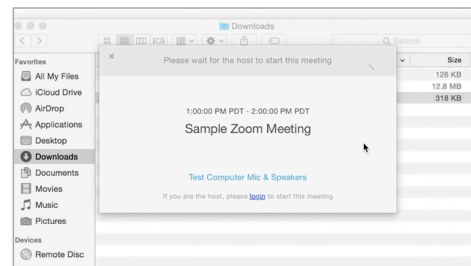 Downloads
Search
Favorites
All My Files
iCloud Drive
AirDrop
Applications
Desktop
Downloads
Documents
Movies
Music
Pictures
Devices
Remote Disc
Please wait for the host to start this meeting
1:00:00 PM PDT - 2:00:00 PM PDT
Sample Zoom Meeting
Test Computer Mic & Speakers
If you are the host, please login to start this meeting
Size
126 KB
12.8 MB
318 KB